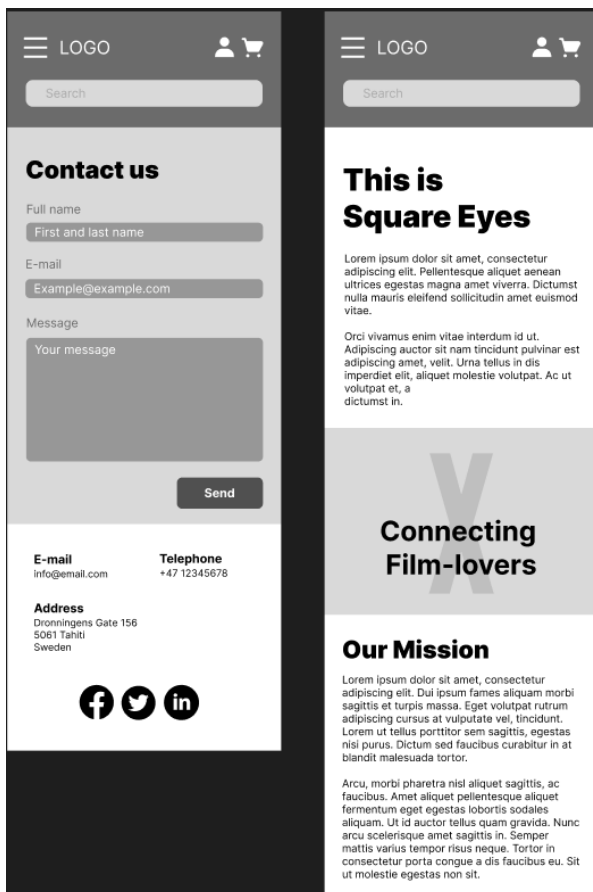 LOGO
Search
Contact us
Full name
First and last name
E-mail
Example@example.com
Message
Your message
Send
E-mail
info@email.com
Telephone
+47 12345678
Address
Dronningens Gate 156
5061 Tahiti
Sweden
LOGO
Search
This is
Square Eyes
Lorem ipsum dolor sit amet, consectetur
adipiscing elit. Pellentesque aliquet aenean
ultrices egestas magna amet viverra. Dictumst
nulla mauris eleifend sollicitudin amet euismod
vitae.
Orci vivamus enim vitae interdum id ut.
Adipiscing auctor sit nam tincidunt pulvinar est
adipiscing amet, velit. Urna tellus in dis
imperdiet elit, aliquet molestie volutpat. Ac ut
volutpat et, a
dictumst in.
X
Connecting
Film-lovers
Our Mission
Lorem ipsum dolor sit amet, consectetur
adipiscing elit. Dui ipsum fames aliquam morbi
sagittis et turpis massa. Eget volutpat rutrum
adipiscing cursus at vulputate vel, tincidunt.
Lorem ut tellus porttitor sem sagittis, egestas
nisi purus. Dictum sed faucibus curabitur in at
blandit malesuada tortor.
Arcu, morbi pharetra nisl aliquet sagittis, ac
faucibus. Amet aliquet pellentesque aliquet
fermentum eget egestas lobortis sodales
aliquam. Ut id auctor tellus quam gravida. Nunc
arcu scelerisque amet sagittis in. Semper
mattis varius tempor risus neque. Tortor in
consectetur porta congue a dis faucibus eu. Sit
ut molestie egestas non sit.